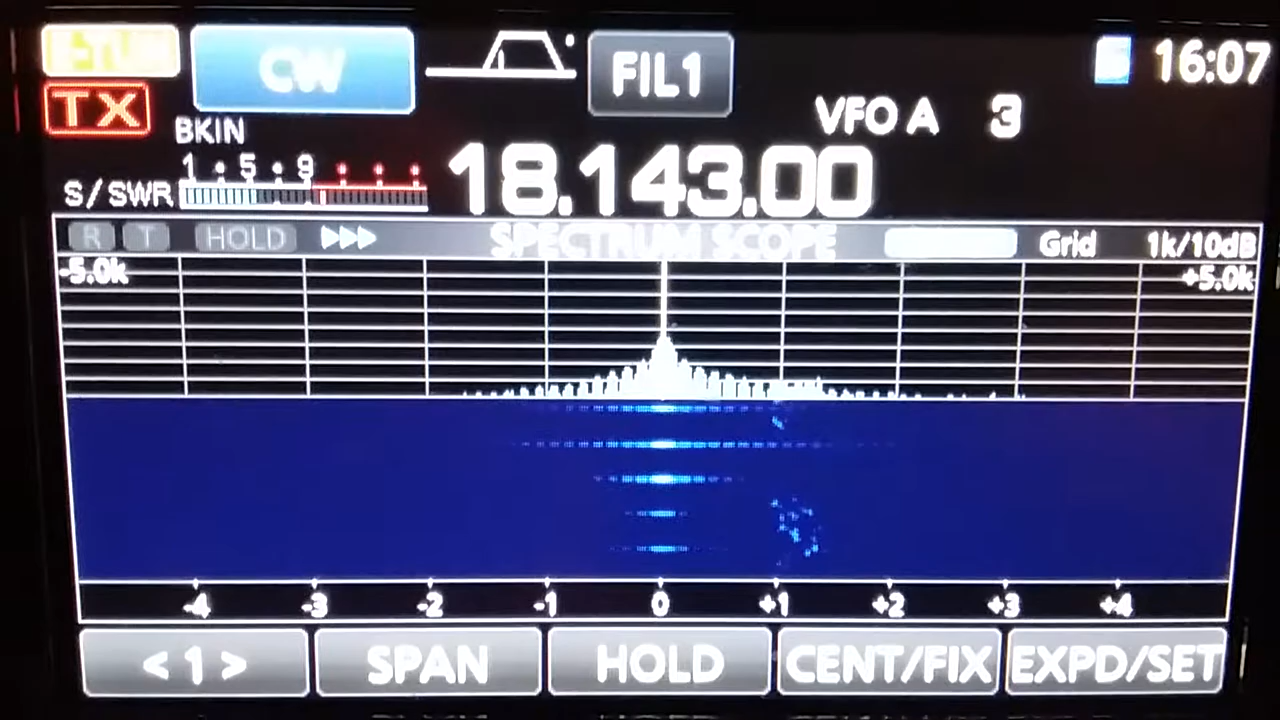 CW FIL1 16:07
TX
BKIN VFO A 3
1 • 5 • 9 • • •
S/SWR 18.143.00
R T HOLD SPECTRUM SCOPE Grid 1k/10dB
-5.0k +5.0k
-4 -3 -2 -1 0 +1 +2 +3 +4
< 1 > SPAN HOLD CENT/FIX EXPD/SET